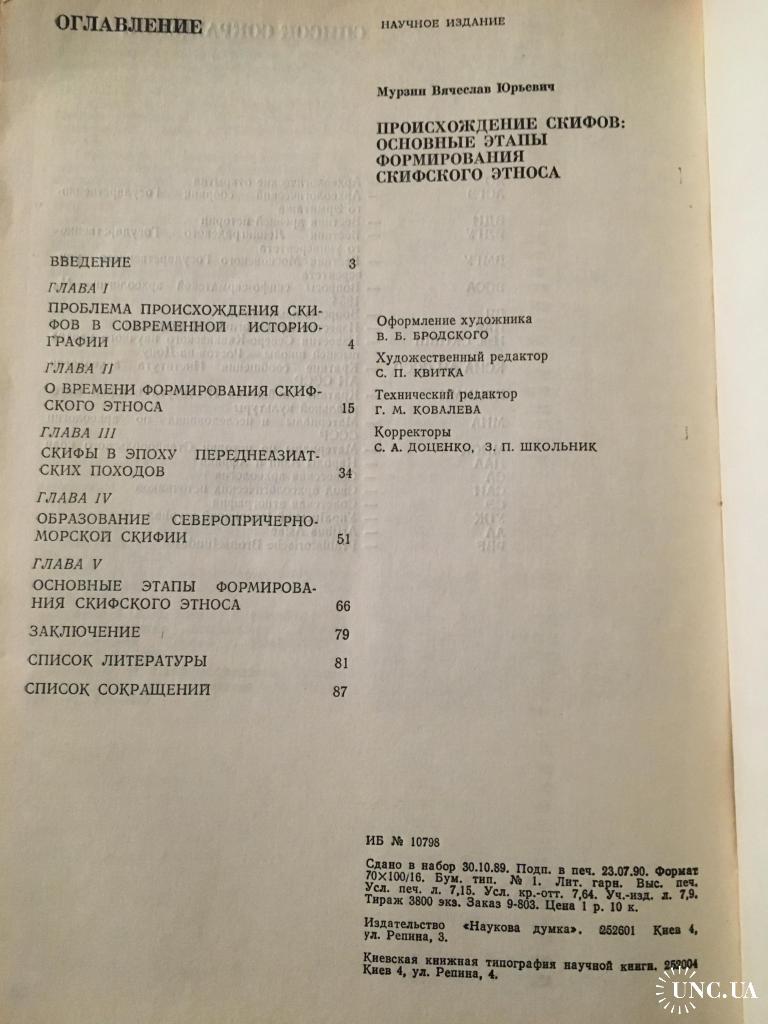 ОГЛАВЛЕНИЕ
ВВЕДЕНИЕ 3
ГЛАВА I
ПРОБЛЕМА ПРОИСХОЖДЕНИЯ СКИ-
ФОВ В СОВРЕМЕННОЙ ИСТОРИО-
ГРАФИИ 4
ГЛАВА II
О ВРЕМЕНИ ФОРМИРОВАНИЯ СКИФ-
СКОГО ЭТНОСА 15
ГЛАВА III
СКИФЫ В ЭПОХУ ПЕРЕДНЕАЗИАТ-
СКИХ ПОХОДОВ 34
ГЛАВА IV
ОБРАЗОВАНИЕ СЕВЕРОПРИЧЕРНО-
МОРСКОЙ СКИФИИ 51
ГЛАВА V
ОСНОВНЫЕ ЭТАПЫ ФОРМИРОВА-
НИЯ СКИФСКОГО ЭТНОСА 66
ЗАКЛЮЧЕНИЕ 79
СПИСОК ЛИТЕРАТУРЫ 81
СПИСОК СОКРАЩЕНИЙ 87
НАУЧНОЕ ИЗДАНИЕ
Мурзин Вячеслав Юрьевич
ПРОИСХОЖДЕНИЕ СКИФОВ:
ОСНОВНЫЕ ЭТАПЫ
ФОРМИРОВАНИЯ
СКИФСКОГО ЭТНОСА
Оформление художника
В. Б. БРОДСКОГО
Художественный редактор
С. П. КВИТКА
Технический редактор
Г. М. КОВАЛЕВА
Корректоры
С. А. ДОЦЕНКО, З. П. ШКОЛЬНИК
ИБ № 10798
Сдано в набор 30.10.89. Подп. в печ. 23.07.90. Формат
70×100/16. Бум. тип. № 1. Лит. гарн. Выс. печ.
Усл. печ. л. 7,15. Усл. кр.-отт. 7,64. Уч.-изд. л. 7,9.
Тираж 3800 экз. Заказ 9-803. Цена 1 р. 10 к.
Издательство «Наукова думка». 252601 Киев 4,
ул. Репина, 3.
Киевская книжная типография научной книги. 252004
Киев 4, ул. Репина, 4.
UNC.UA